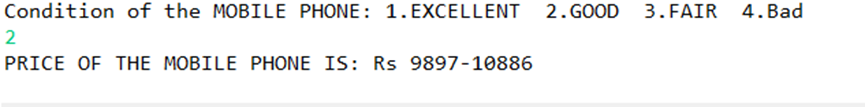 Condition of the MOBILE PHONE: 1.EXCELLENT  2.GOOD  3.FAIR  4.Bad
2
PRICE OF THE MOBILE PHONE IS: Rs 9897-10886